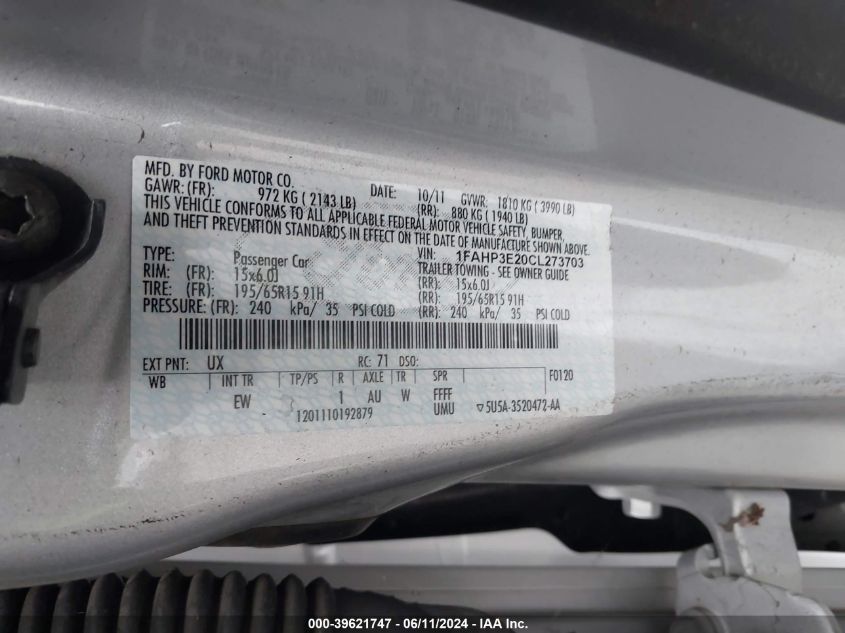 MFD. BY FORD MOTOR CO.
DATE: 10/11 GVWR: 1810 KG ( 3990 LB)
GAWR: (FR): 972 KG ( 2143 LB) (RR): 880 KG ( 1940 LB)
THIS VEHICLE CONFORMS TO ALL APPLICABLE FEDERAL MOTOR VEHICLE SAFETY, BUMPER,
AND THEFT PREVENTION STANDARDS IN EFFECT ON THE DATE OF MANUFACTURE SHOWN ABOVE.
VIN: 1FAHP3E20CL273703
TYPE: Passenger Car TRAILER TOWING - SEE OWNER GUIDE
RIM: (FR): 15x6.0J (RR): 15x6.0J
TIRE: (FR): 195/65R15 91H (RR): 195/65R15 91H
PRESSURE: (FR): 240 kPa/ 35 PSI COLD (RR): 240 kPa/ 35 PSI COLD
EXT PNT: UX RC: 71 DSO:
WB INT TR TP/PS R AXLE TR SPR F0120
EW 1 AU W FFFF
1201110192879 UMU ▽5U5A-3520472-AA
000-39621747 - 06/11/2024 - IAA Inc.